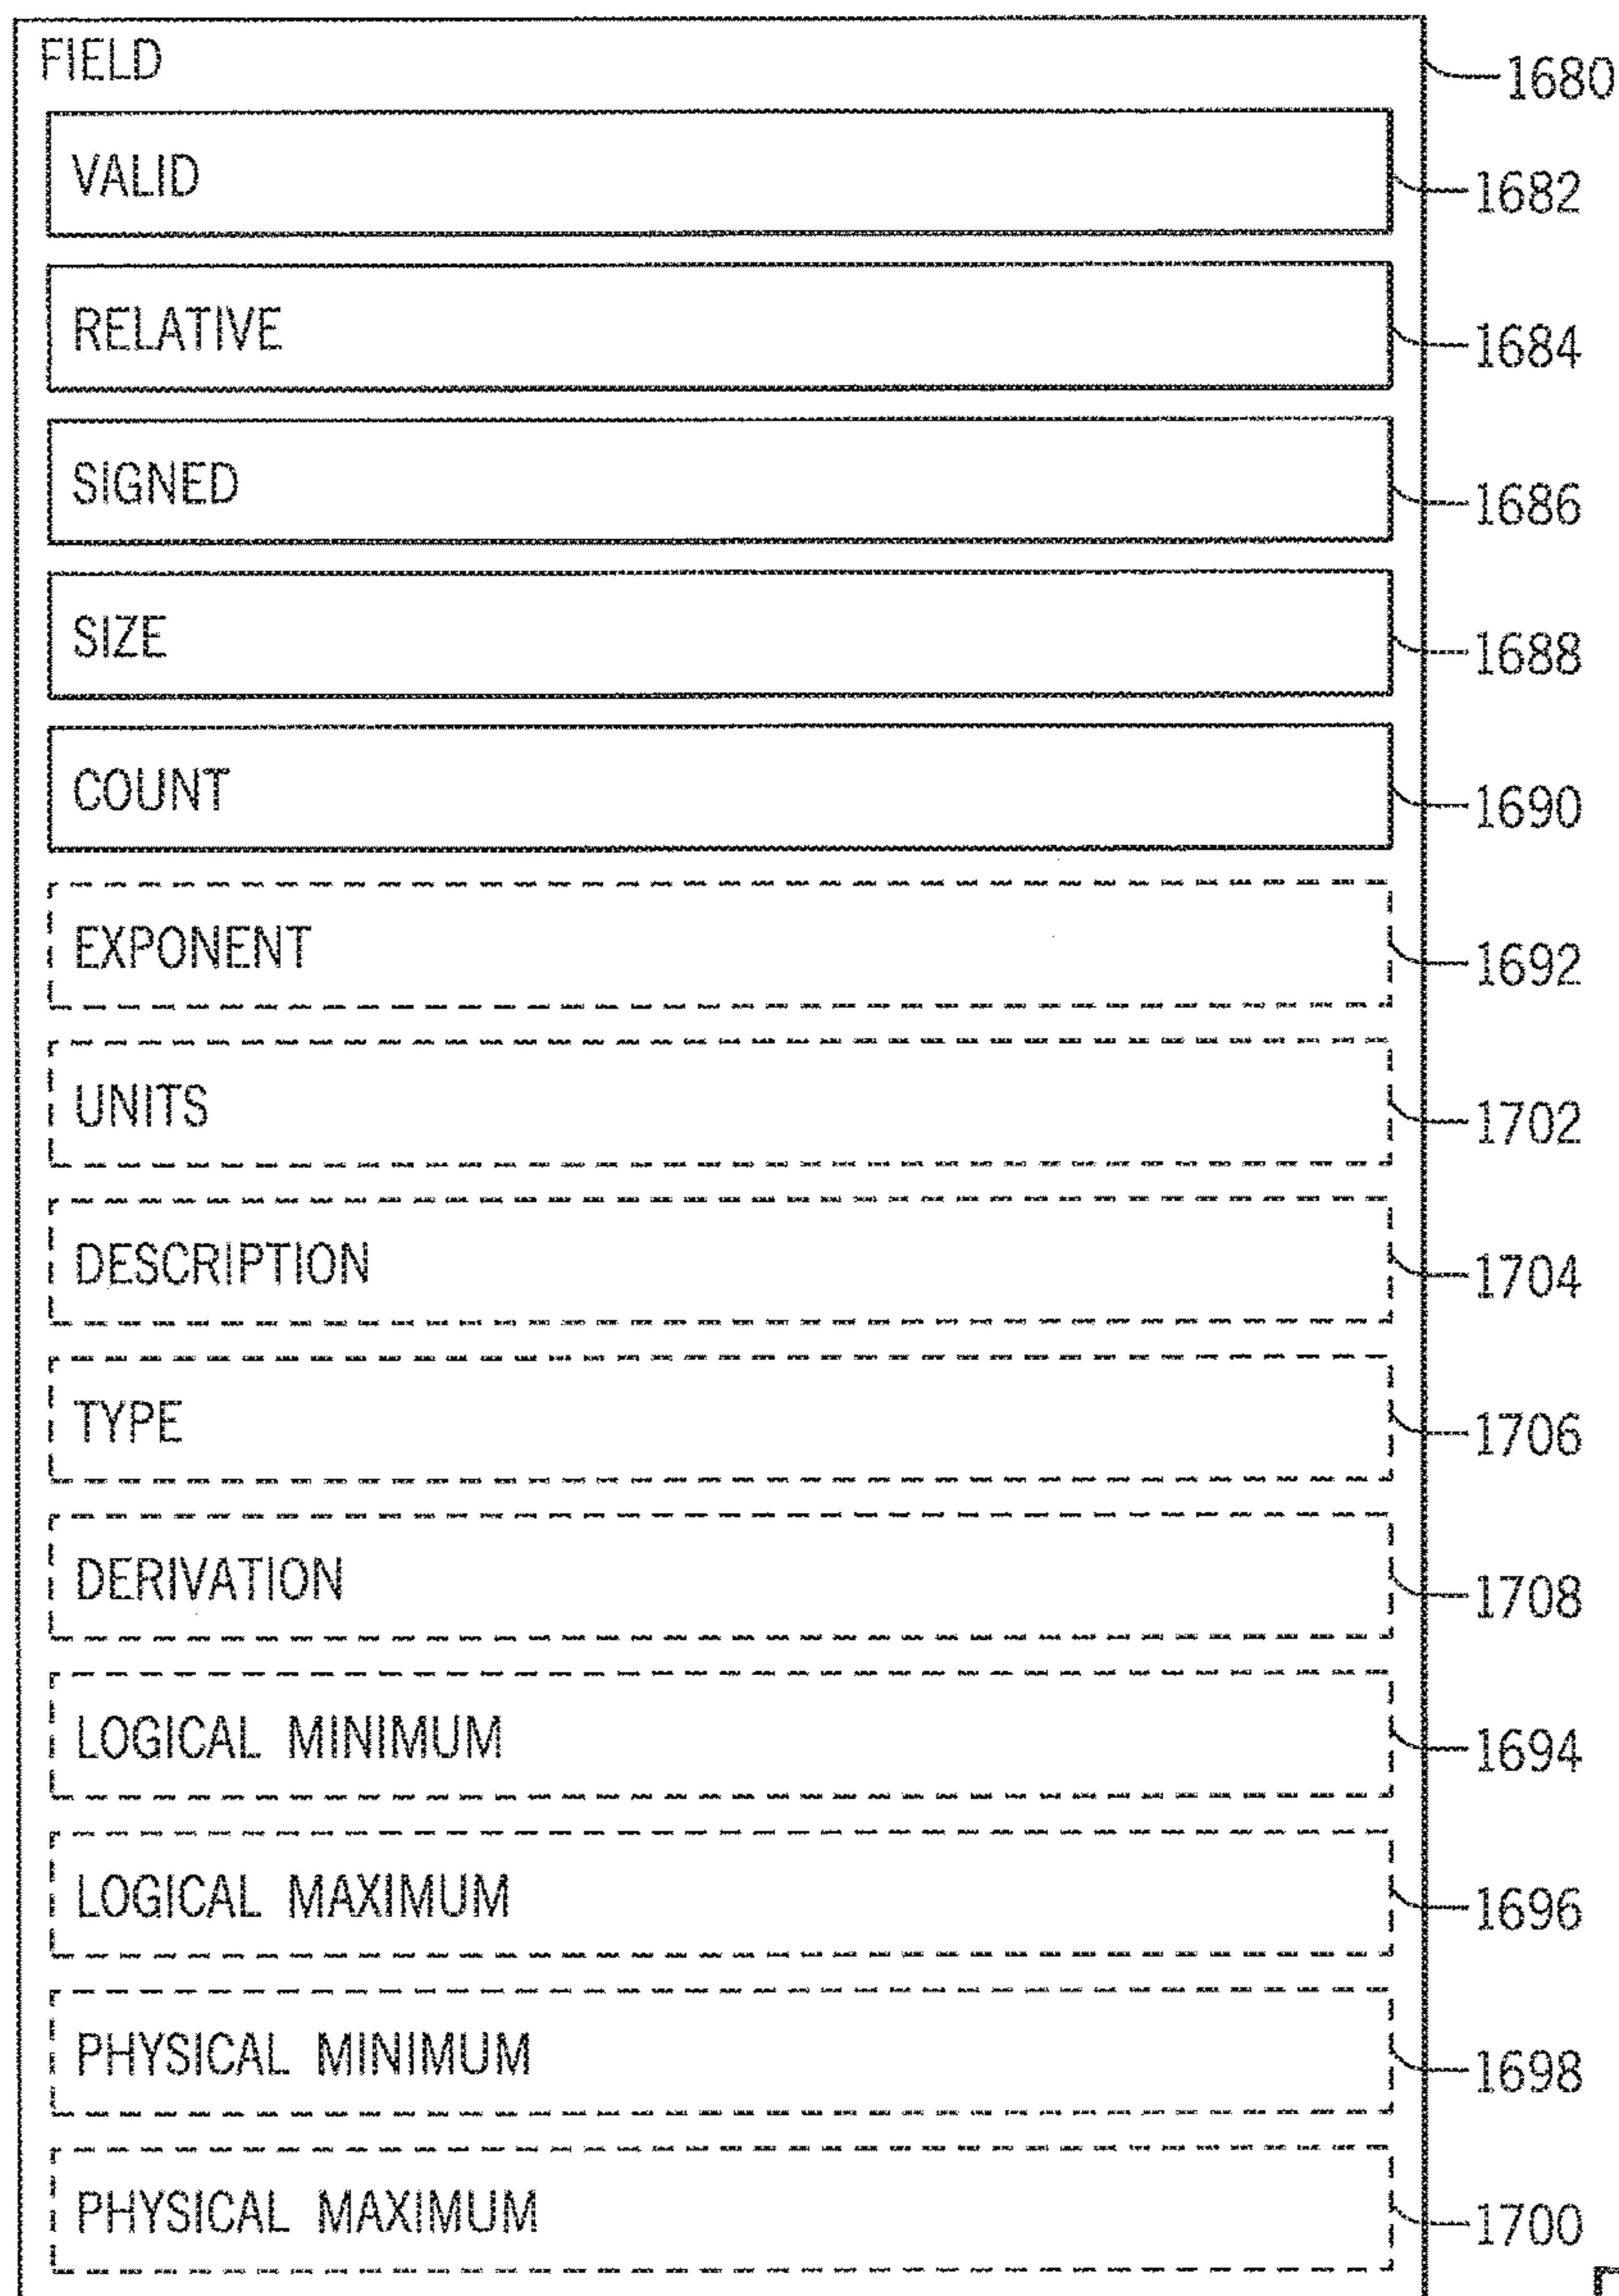 FIELD 1680
VALID 1682
RELATIVE 1684
SIGNED 1686
SIZE 1688
COUNT 1690
EXPONENT 1692
UNITS 1702
DESCRIPTION 1704
TYPE 1706
DERIVATION 1708
LOGICAL MINIMUM 1694
LOGICAL MAXIMUM 1696
PHYSICAL MINIMUM 1698
PHYSICAL MAXIMUM 1700